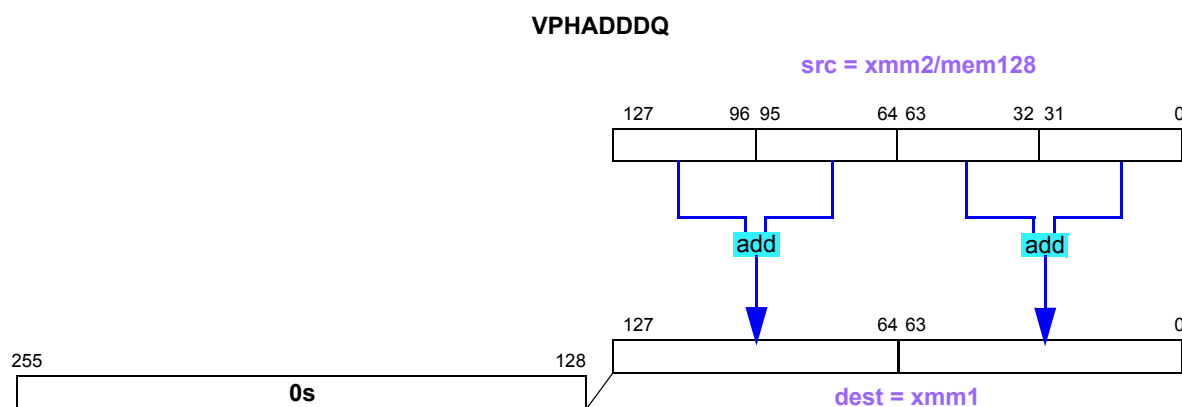 VPHADDDQ
src = xmm2/mem128
127 96 95 64 63 32 31 0
add add
127 64 63 0
255 128
0s
dest = xmm1